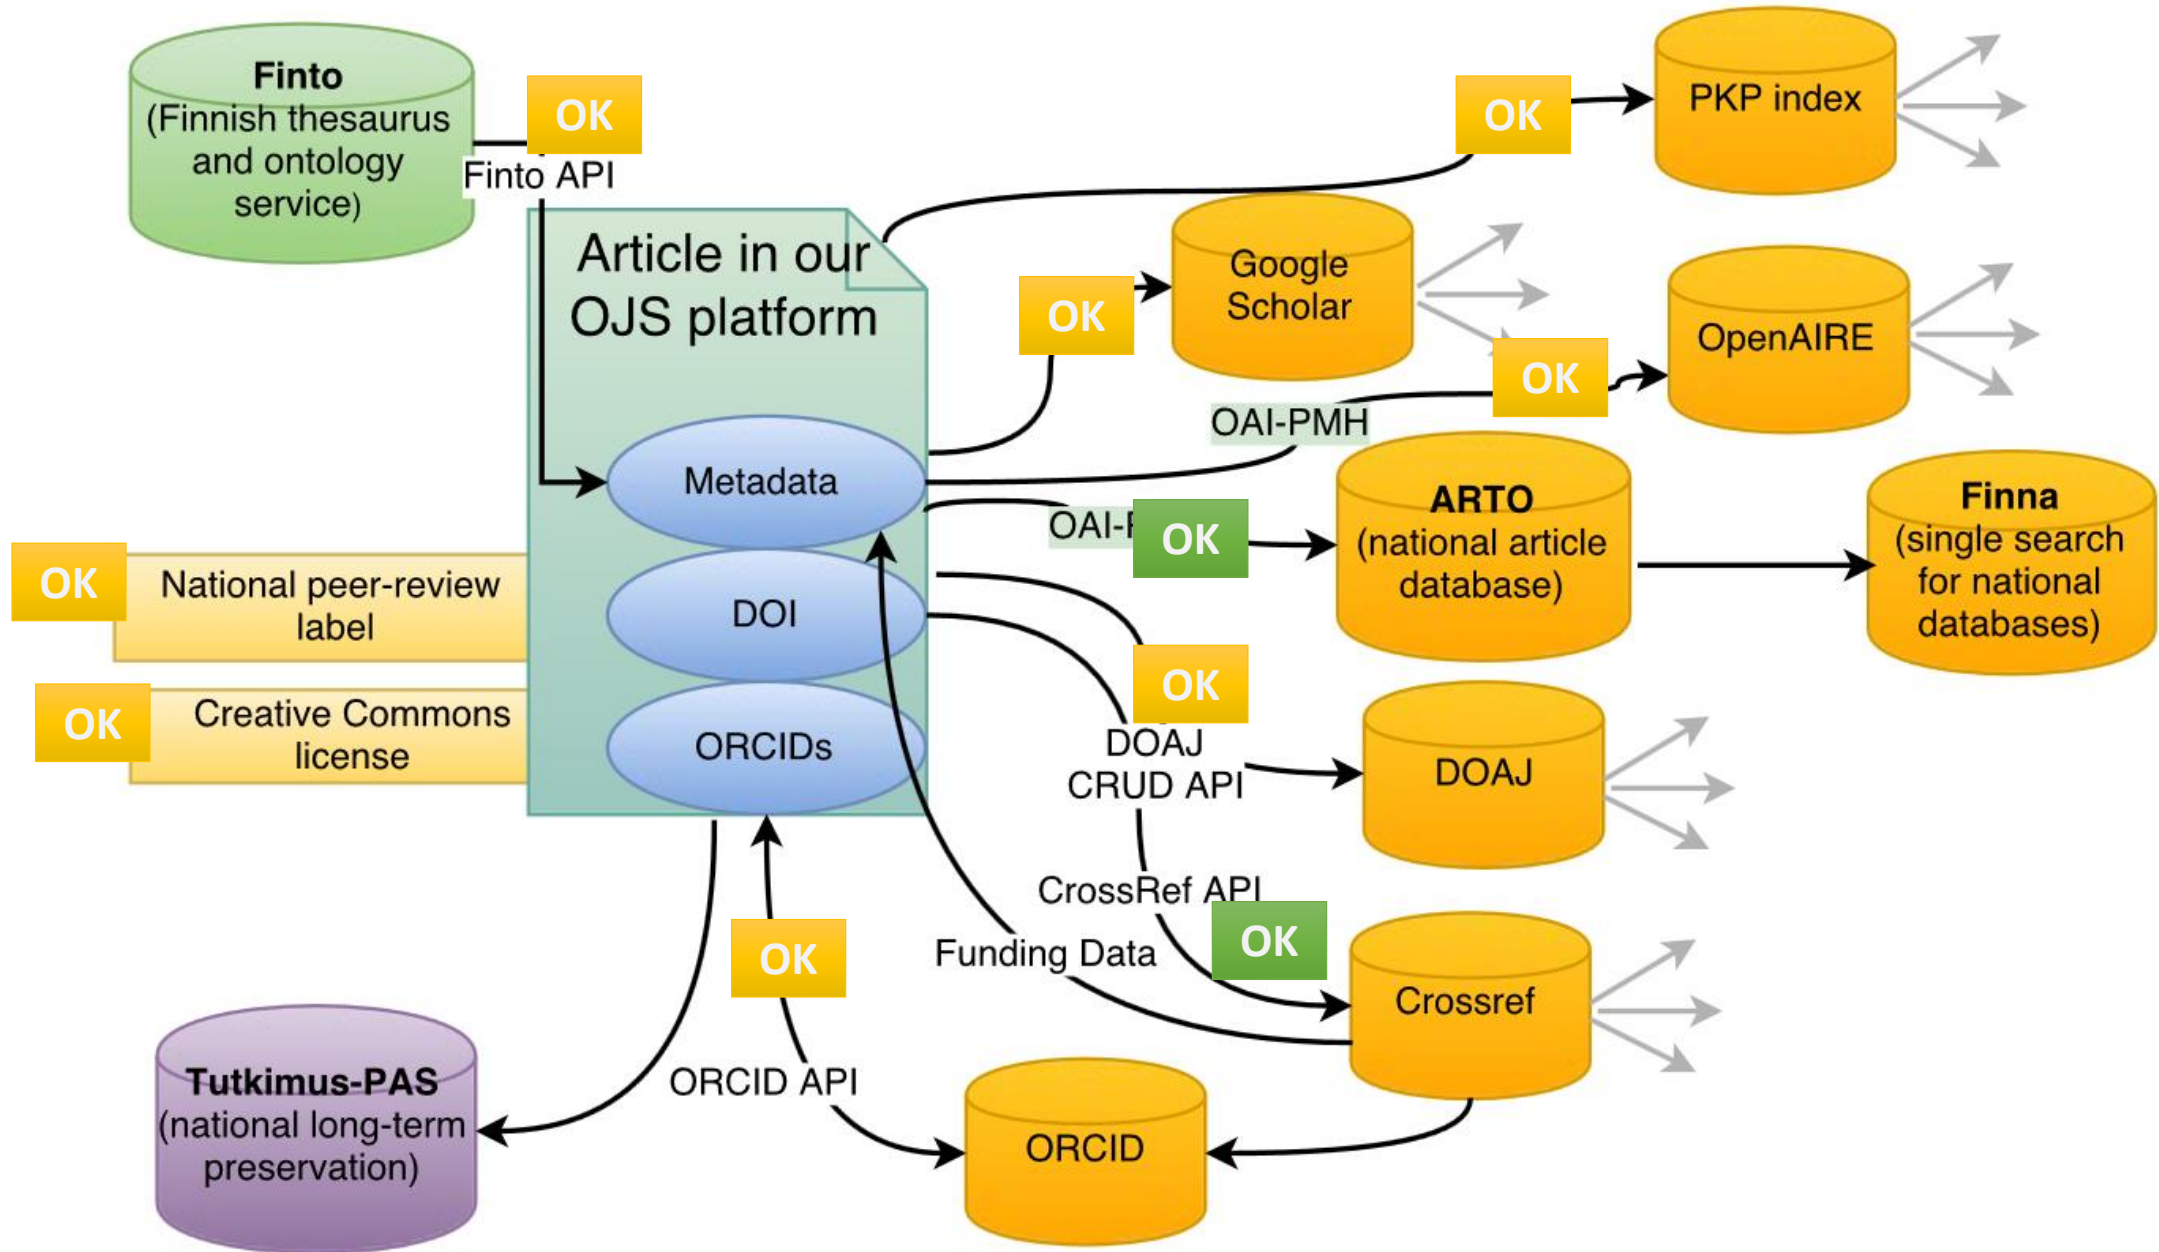 Finto
(Finnish thesaurus
and ontology
service)
OK
Finto API
OK
PKP index
Article in our
OJS platform
OK
Google
Scholar
OK
OpenAIRE
OAI-PMH
Metadata
OAI-
OK
ARTO
(national article
database)
Finna
(single search
for national
databases)
OK
National peer-review
label
DOI
OK
Creative Commons
license
ORCIDs
OK
DOAJ
CRUD API
DOAJ
CrossRef API
OK
Funding Data
Crossref
OK
ORCID API
ORCID
Tutkimus-PAS
(national long-term
preservation)